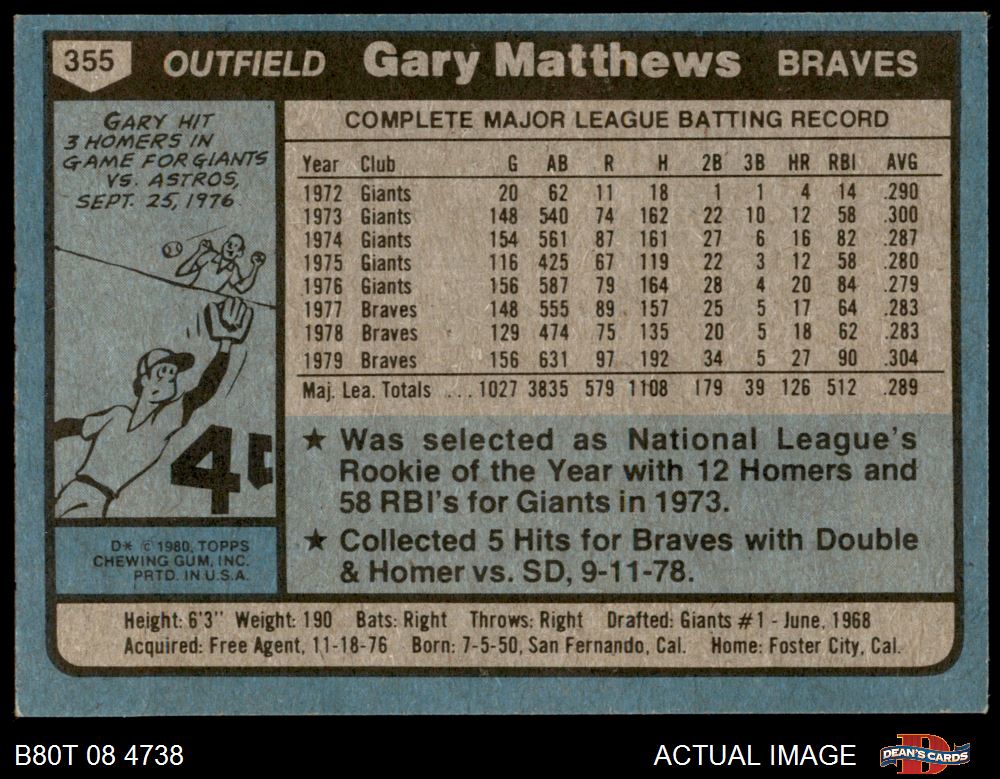 355 OUTFIELD Gary Matthews BRAVES
GARY HIT
3 HOMERS IN
GAME FOR GIANTS
VS. ASTROS,
SEPT. 25, 1976
4
D* © 1980, TOPPS
CHEWING GUM, INC.
PRTD. IN U.S.A.
COMPLETE MAJOR LEAGUE BATTING RECORD
Year Club G AB R H 2B 3B HR RBI AVG
1972 Giants 20 62 11 18 1 1 4 14 .290
1973 Giants 148 540 74 162 22 10 12 58 .300
1974 Giants 154 561 87 161 27 6 16 82 .287
1975 Giants 116 425 67 119 22 3 12 58 .280
1976 Giants 156 587 79 164 28 4 20 84 .279
1977 Braves 148 555 89 157 25 5 17 64 .283
1978 Braves 129 474 75 135 20 5 18 62 .283
1979 Braves 156 631 97 192 34 5 27 90 .304
Maj. Lea. Totals ... 1027 3835 579 1108 179 39 126 512 .289
★ Was selected as National League's
Rookie of the Year with 12 Homers and
58 RBI's for Giants in 1973.
★ Collected 5 Hits for Braves with Double
& Homer vs. SD, 9-11-78.
Height: 6'3" Weight: 190 Bats: Right Throws: Right Drafted: Giants #1 - June, 1968
Acquired: Free Agent, 11-18-76 Born: 7-5-50, San Fernando, Cal. Home: Foster City, Cal.
B80T 08 4738 ACTUAL IMAGE DEAN'S CARDS